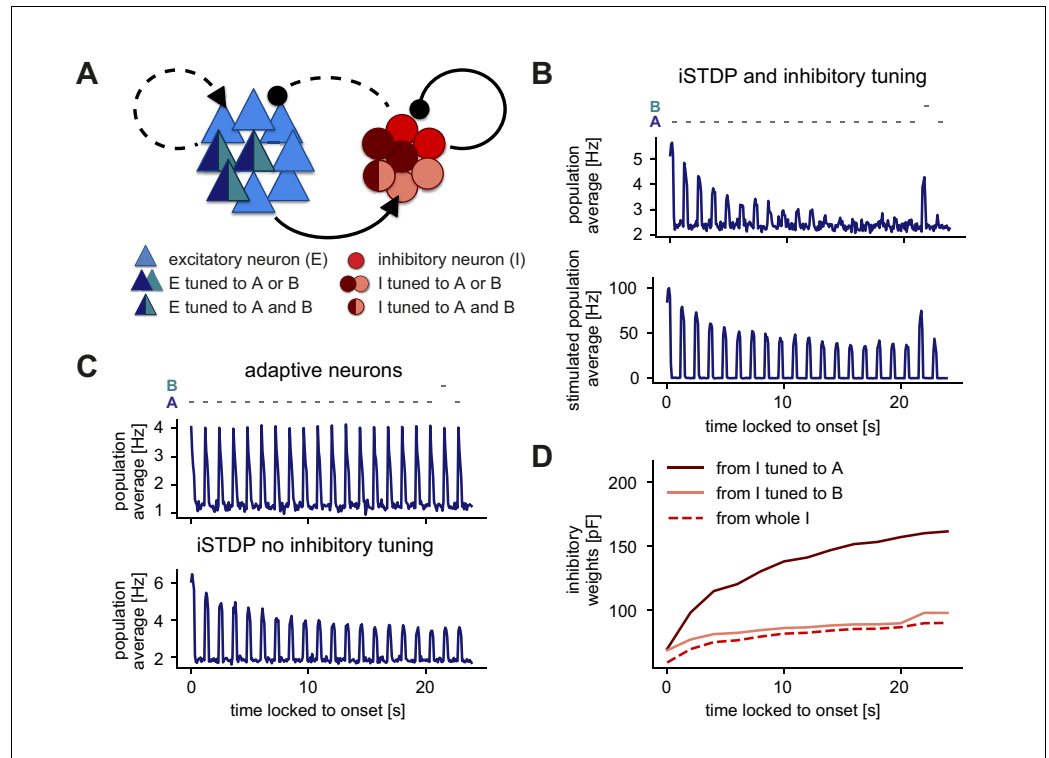 A
excitatory neuron (E)
E tuned to A or B
E tuned to A and B
inhibitory neuron (I)
I tuned to A or B
I tuned to A and B
B
iSTDP and inhibitory tuning
B
A
population
average [Hz]
5
4
3
2
stimulated population
average [Hz]
100
50
0
0
10
20
time locked to onset [s]
C
adaptive neurons
B
A
population
average [Hz]
4
3
2
1
iSTDP no inhibitory tuning
population
average [Hz]
6
4
2
0
10
20
time locked to onset [s]
D
from I tuned to A
from I tuned to B
from whole I
inhibitory
weights [pF]
200
150
100
0
10
20
time locked to onset [s]